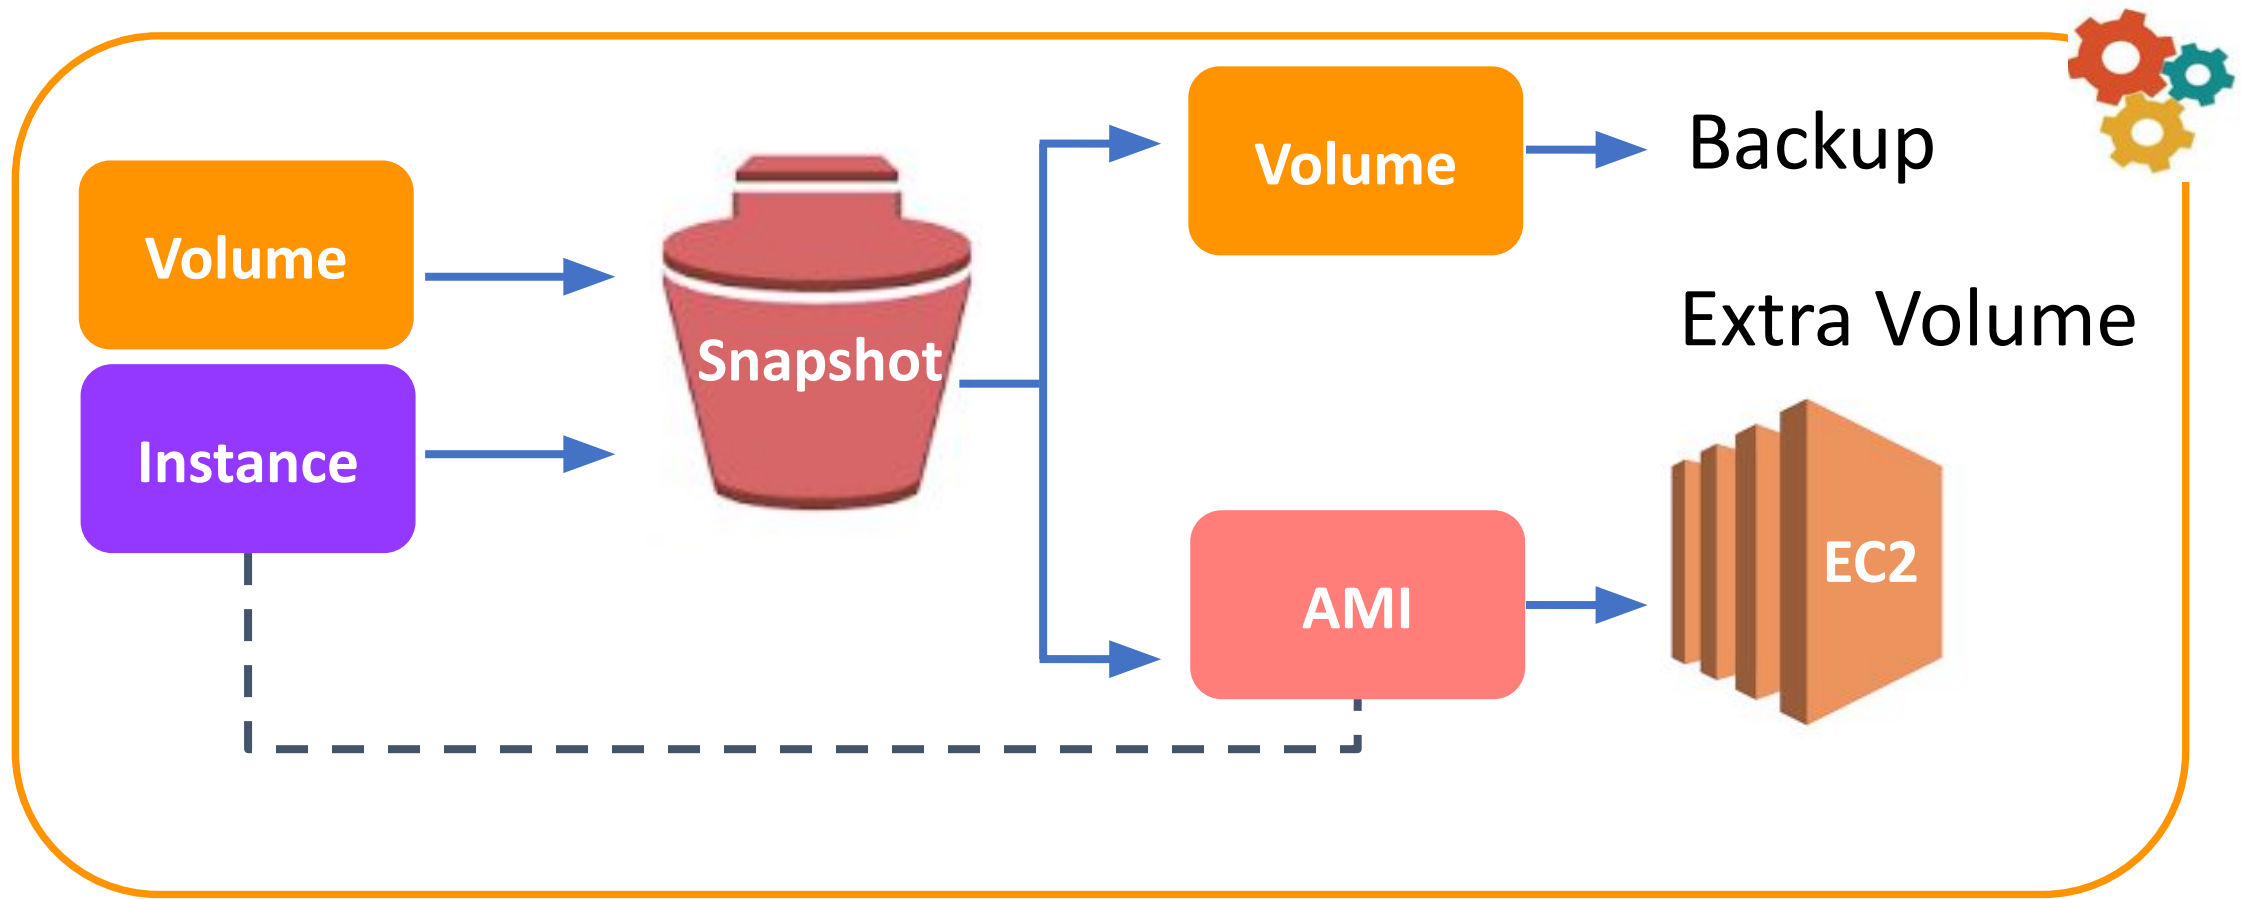 Volume
Instance
Snapshot
Volume
Backup
Extra Volume
AMI
EC2